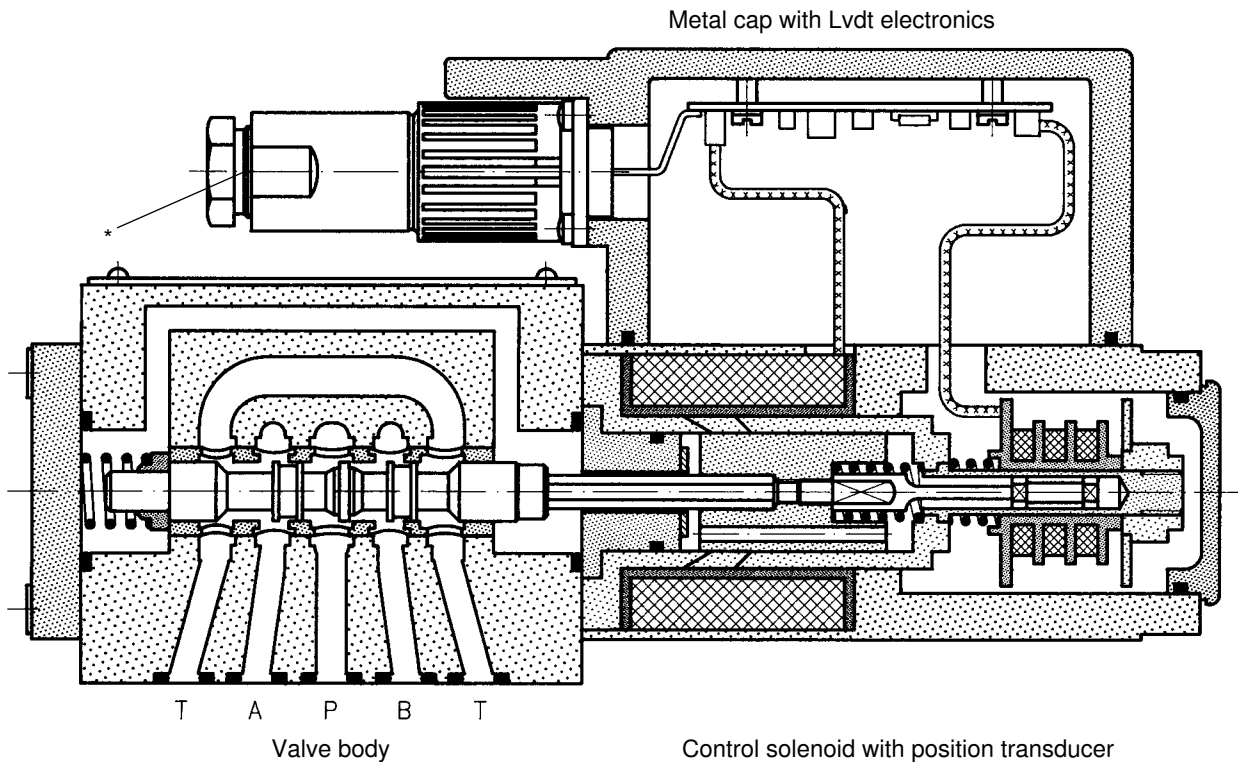 Metal cap with Lvdt electronics
*
T A P B T
Valve body
Control solenoid with position transducer